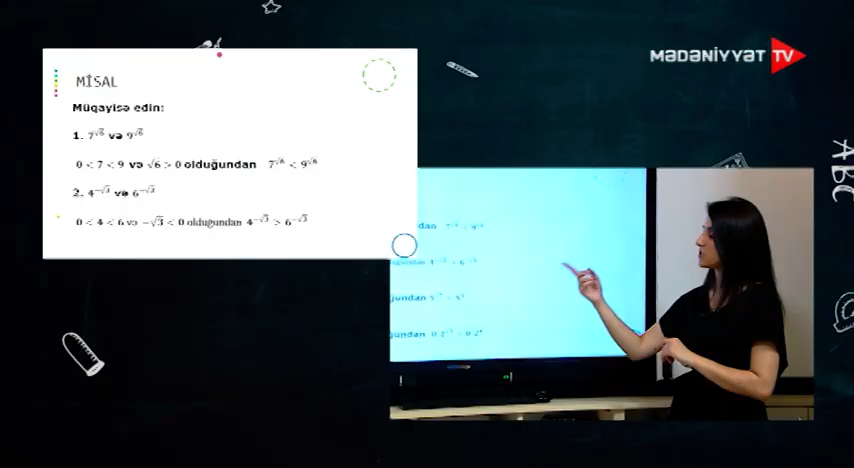 MƏDƏNİYYƏT TV
MİSAL
Müqayisə edin:
1. 7^√6 və 9^√6
0 < 7 < 9 və √6 > 0 olduğundan 7^√6 < 9^√6
2. 4^−√3 və 6^−√3
0 < 4 < 6 və −√3 < 0 olduğundan 4^−√3 > 6^−√3
ABC